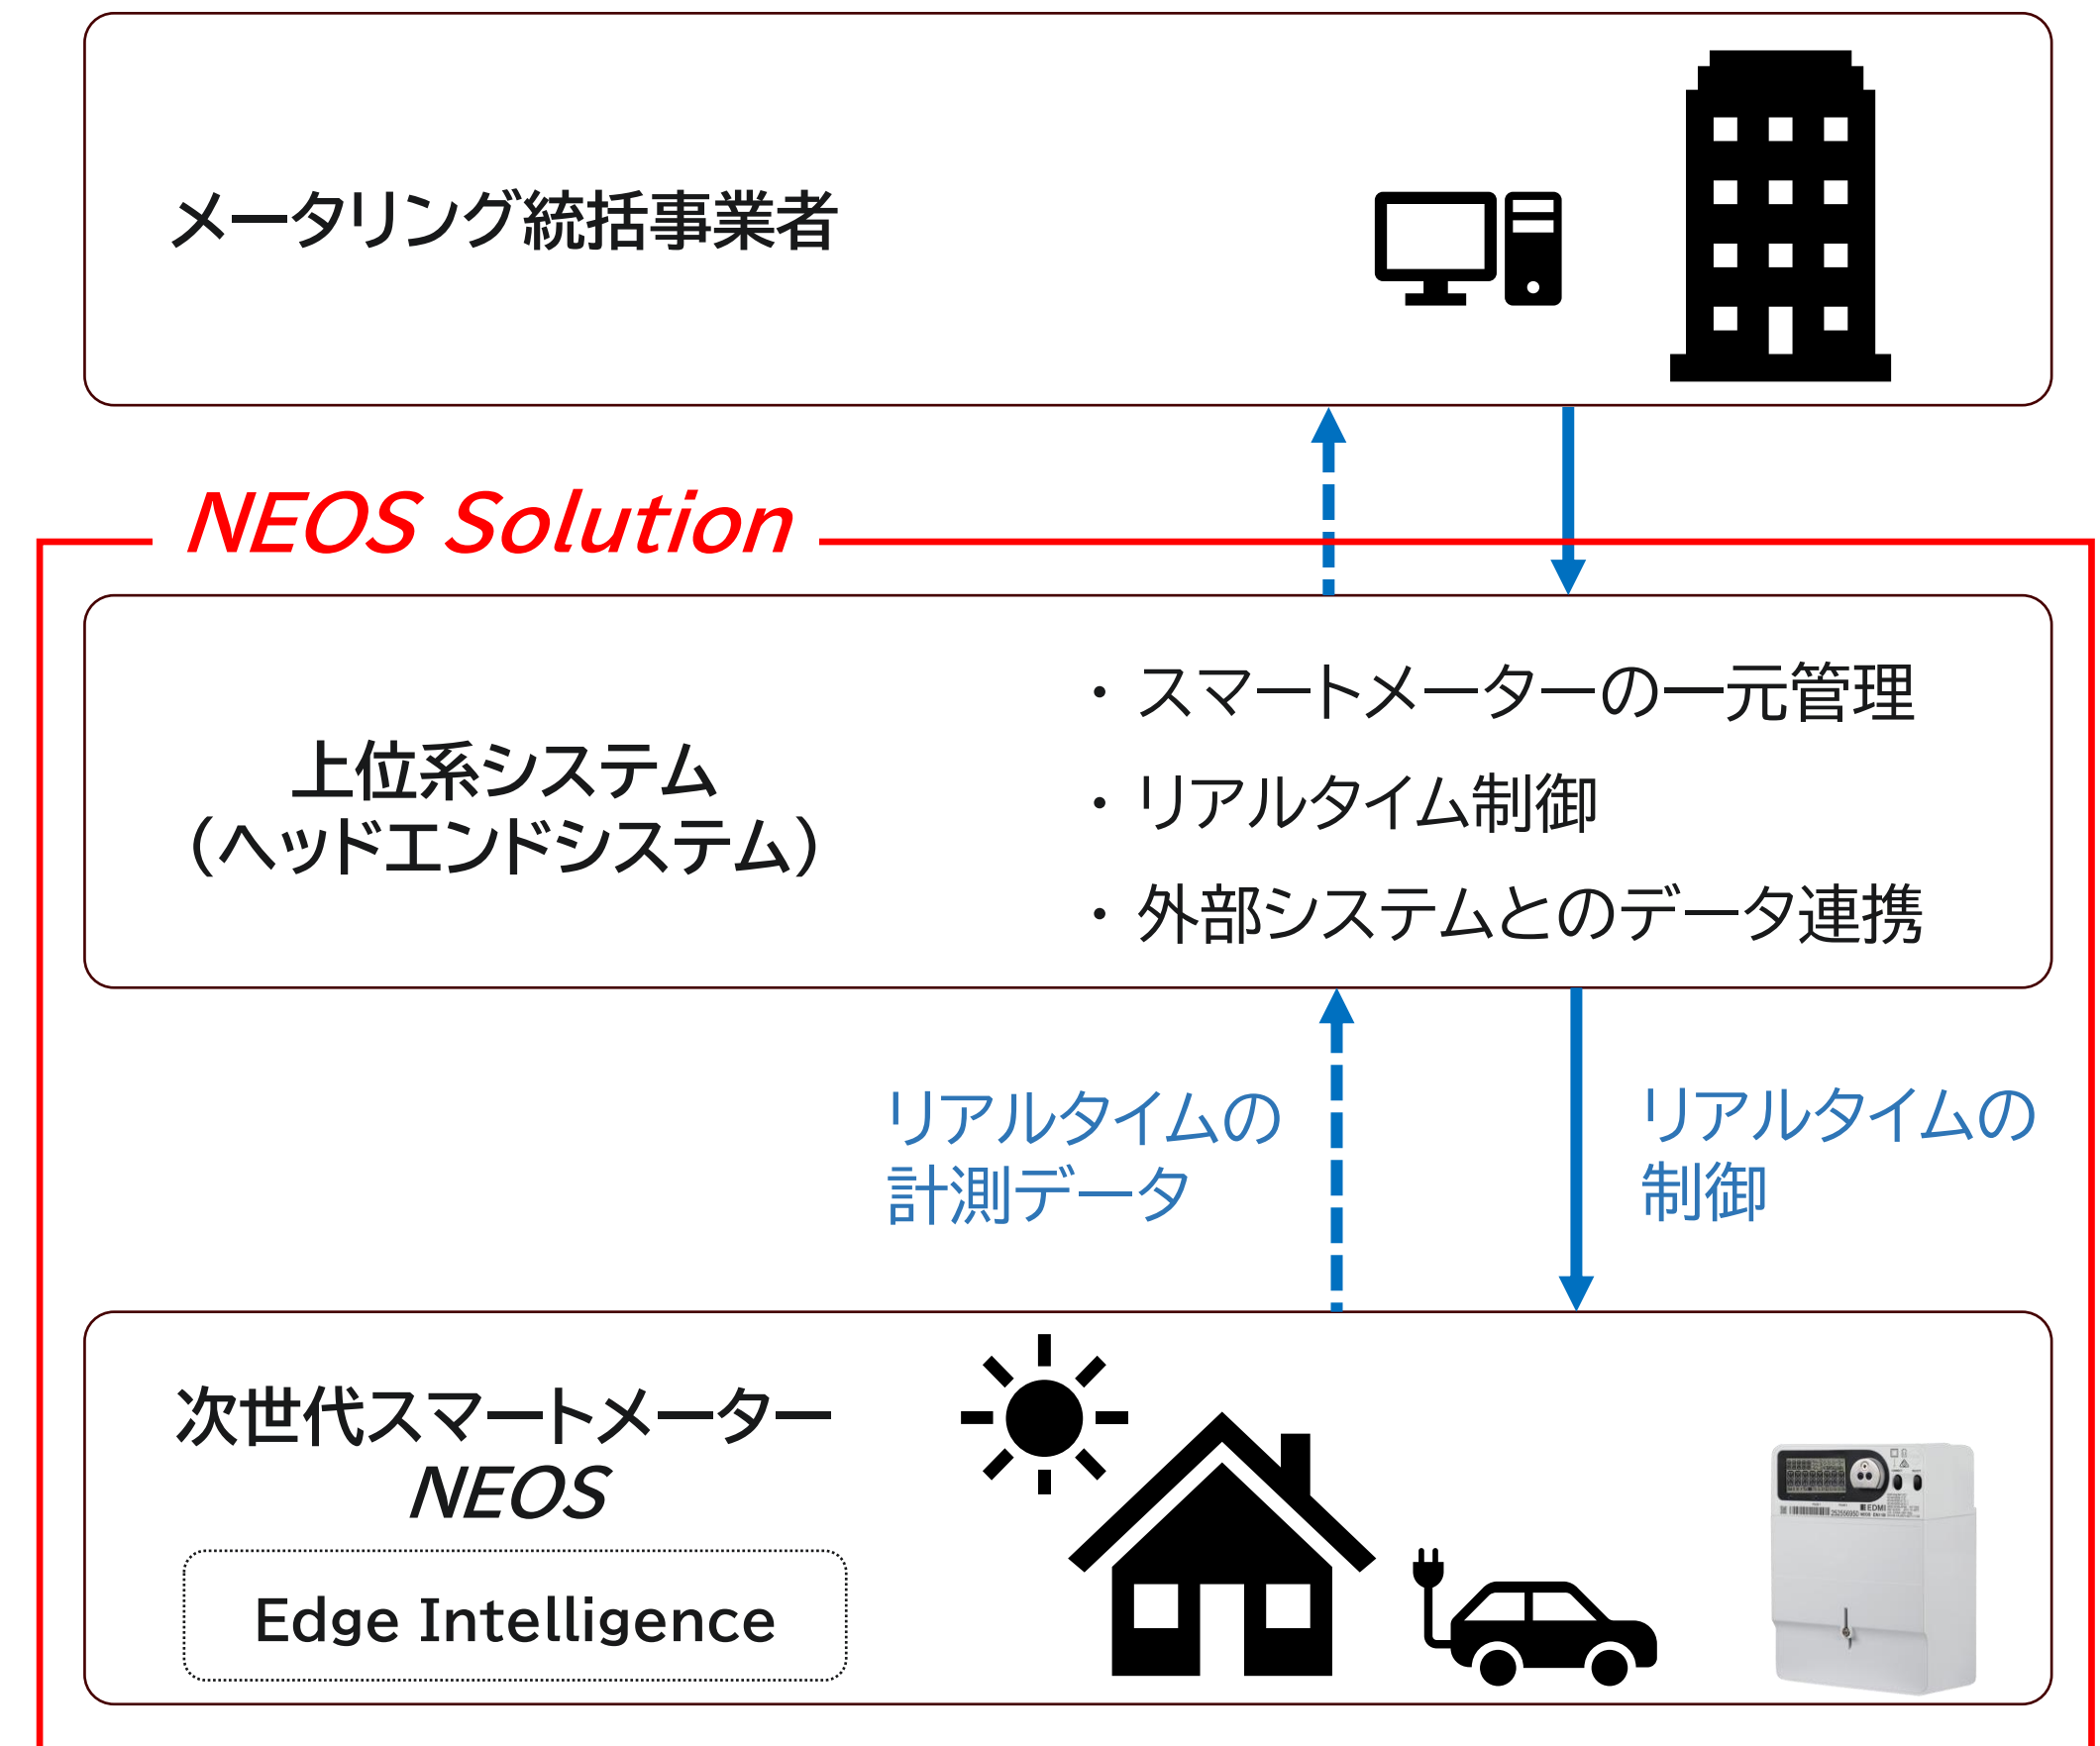 メータリング統括事業者
NEOS Solution
上位系システム
（ヘッドエンドシステム）
・ スマートメーターの一元管理
・ リアルタイム制御
・ 外部システムとのデータ連携
リアルタイムの
計測データ
リアルタイムの
制御
次世代スマートメーター
NEOS
Edge Intelligence
EDMI